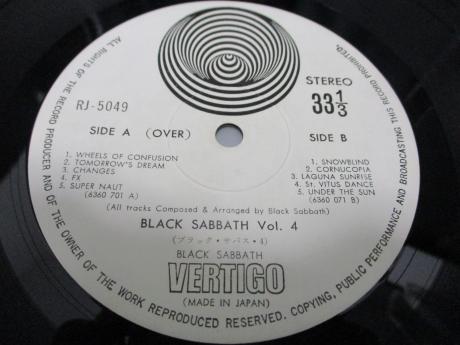 ALL RIGHTS OF THE RECORD PRODUCER AND OF THE OWNER OF THE WORK REPRODUCED RESERVED. COPYING, PUBLIC PERFORMANCE AND BROADCASTING THIS RECORD PROHIBITED.
RJ-5049
STEREO
33 1/3
SIDE A (OVER)
SIDE B
1. WHEELS OF CONFUSION
2. TOMORROW'S DREAM
3. CHANGES
4. FX
5. SUPER NAUT
(6360 701 A)
1. SNOWBLIND
2. CORNUCOPIA
3. LAGUNA SUNRISE
4. St. VITUS DANCE
5. UNDER THE SUN
(6360 071 B)
(All tracks Composed & Arranged by Black Sabbath)
BLACK SABBATH Vol. 4
(ブラック・サバス・4)
BLACK SABBATH
VERTIGO
(MADE IN JAPAN)